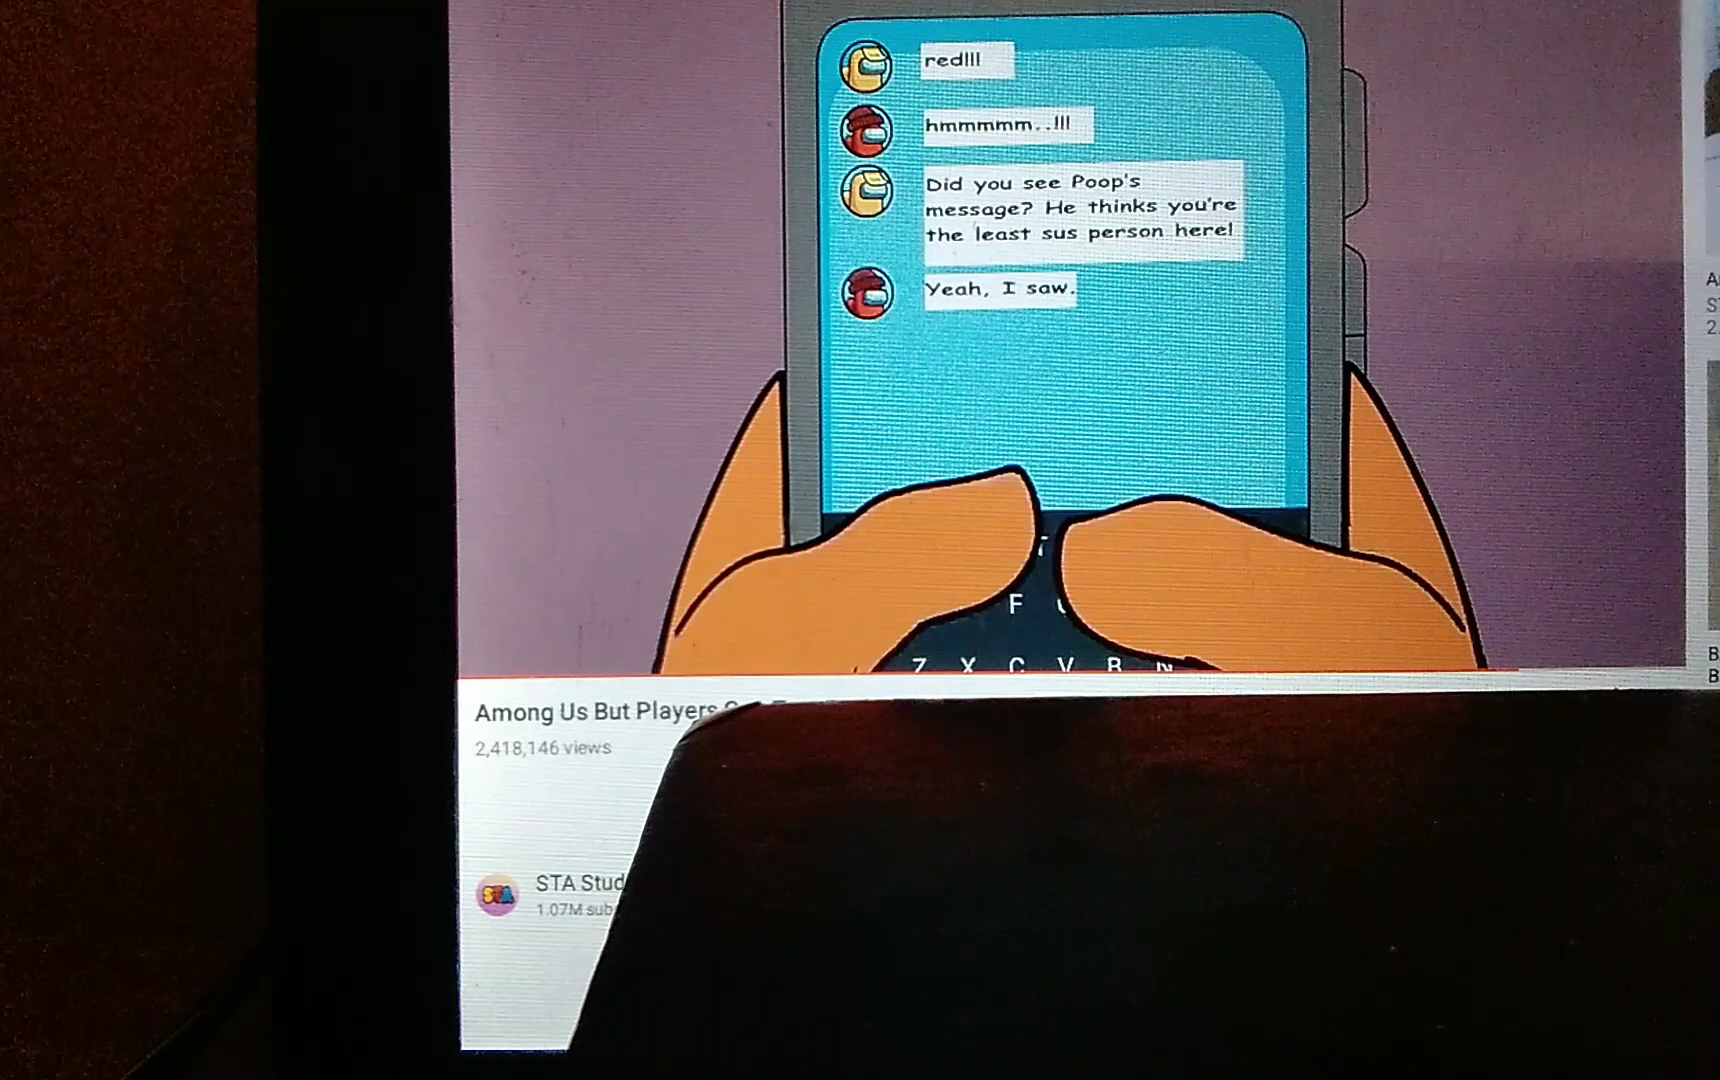 red!!!
hmmmmm..!!!
Did you see Poop's
message? He thinks you're
the least sus person here!
Yeah, I saw.
F
Z X C V B N
Among Us But Players
2,418,146 views
STA Stud
1.07M sub
STA